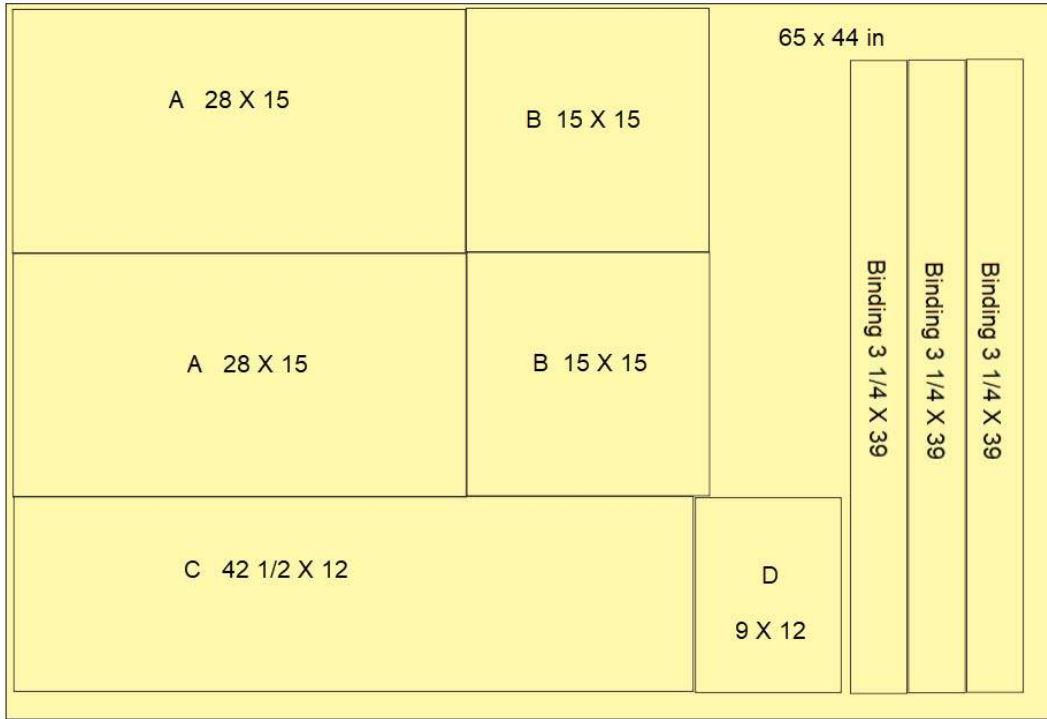 65 x 44 in
A 28 X 15
B 15 X 15
A 28 X 15
B 15 X 15
Binding 3 1/4 X 39
Binding 3 1/4 X 39
Binding 3 1/4 X 39
C 42 1/2 X 12
D
9 X 12